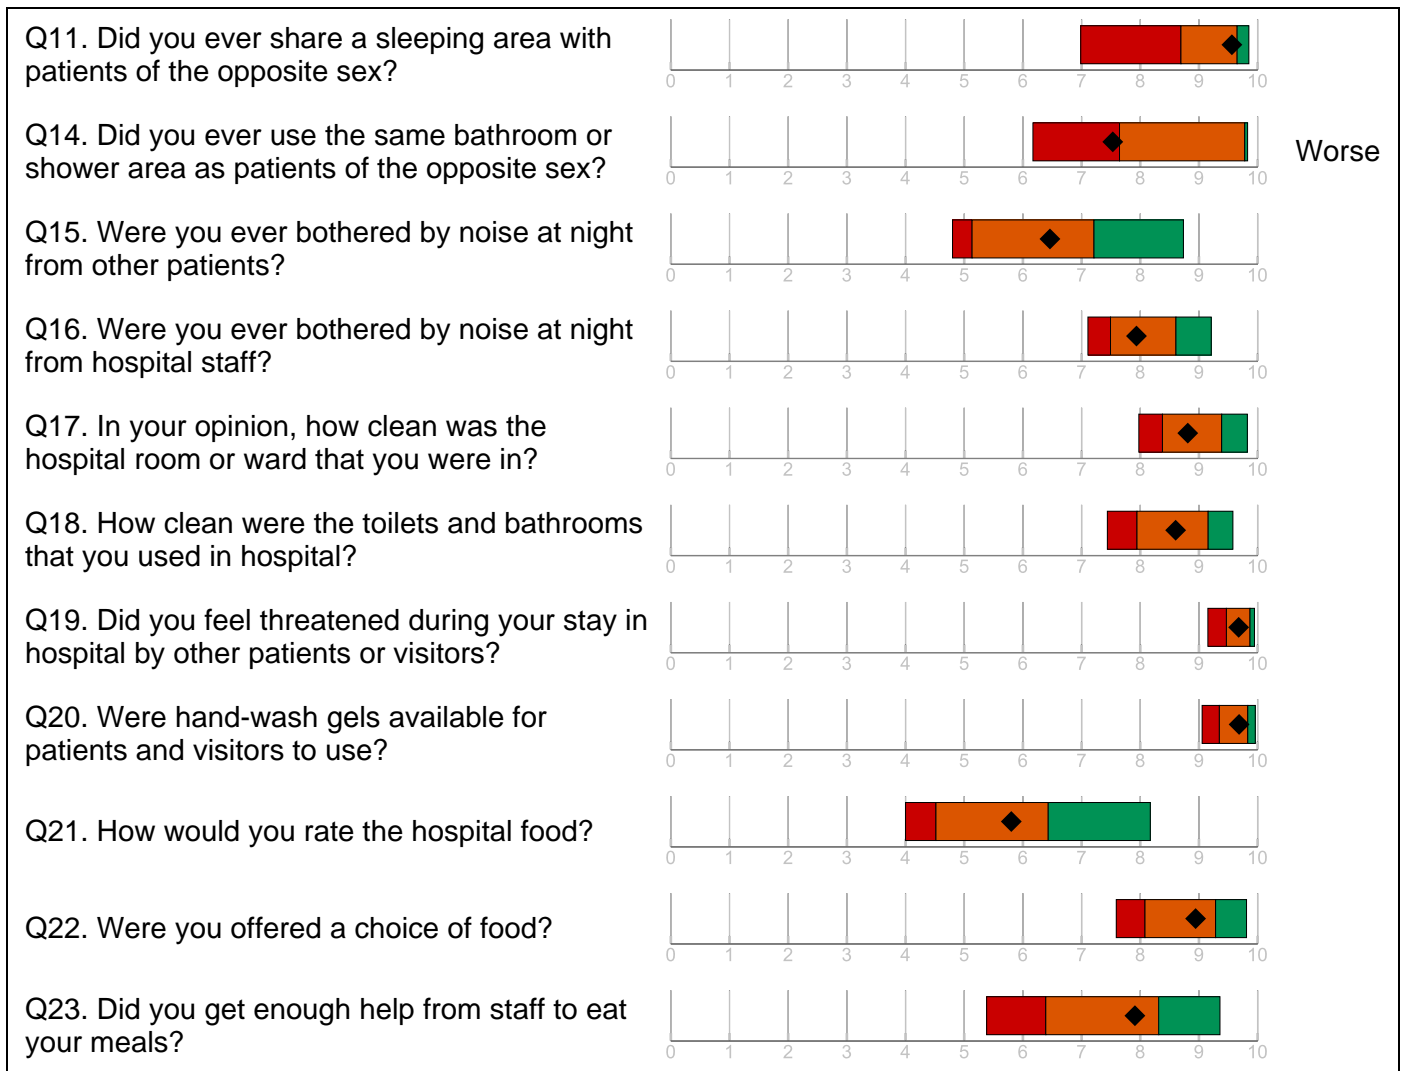 Q11. Did you ever share a sleeping area with
patients of the opposite sex?
0 1 2 3 4 5 6 7 8 9 10
Q14. Did you ever use the same bathroom or
shower area as patients of the opposite sex?
Worse
0 1 2 3 4 5 6 7 8 9 10
Q15. Were you ever bothered by noise at night
from other patients?
0 1 2 3 4 5 6 7 8 9 10
Q16. Were you ever bothered by noise at night
from hospital staff?
0 1 2 3 4 5 6 7 8 9 10
Q17. In your opinion, how clean was the
hospital room or ward that you were in?
0 1 2 3 4 5 6 7 8 9 10
Q18. How clean were the toilets and bathrooms
that you used in hospital?
0 1 2 3 4 5 6 7 8 9 10
Q19. Did you feel threatened during your stay in
hospital by other patients or visitors?
0 1 2 3 4 5 6 7 8 9 10
Q20. Were hand-wash gels available for
patients and visitors to use?
0 1 2 3 4 5 6 7 8 9 10
Q21. How would you rate the hospital food?
0 1 2 3 4 5 6 7 8 9 10
Q22. Were you offered a choice of food?
0 1 2 3 4 5 6 7 8 9 10
Q23. Did you get enough help from staff to eat
your meals?
0 1 2 3 4 5 6 7 8 9 10